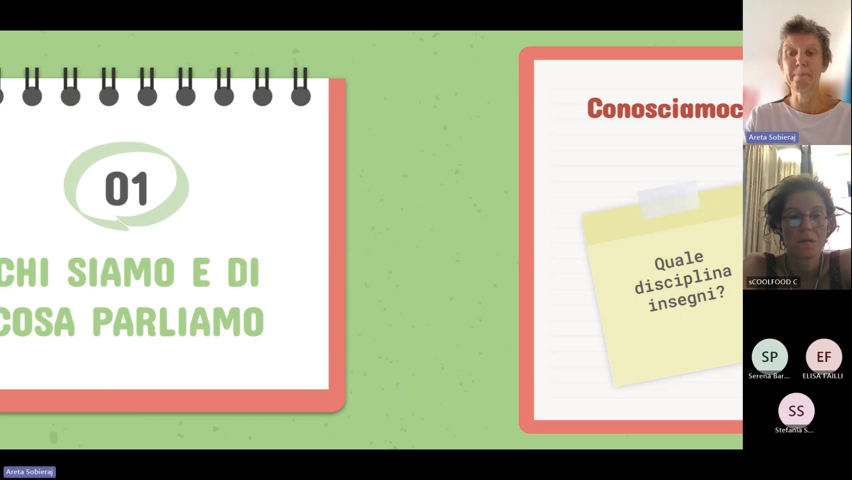 01
CHI SIAMO E DI
COSA PARLIAMO
Conosciamoc
Quale
disciplina
insegni?
Areta Sobieraj
sCOOLFOOD C
SP
EF
Serena Bar...
ELISA FAILLI
SS
Stefania S...
Areta Sobieraj